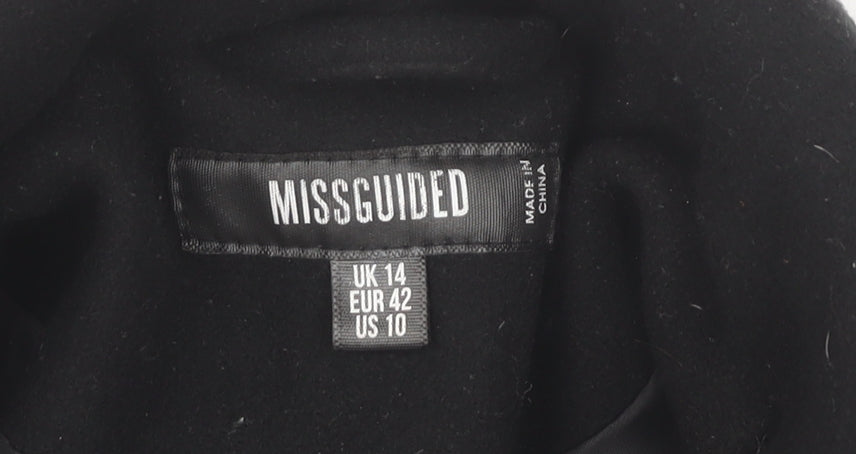 MISSGUIDED
MADE IN
CHINA
UK 14
EUR 42
US 10